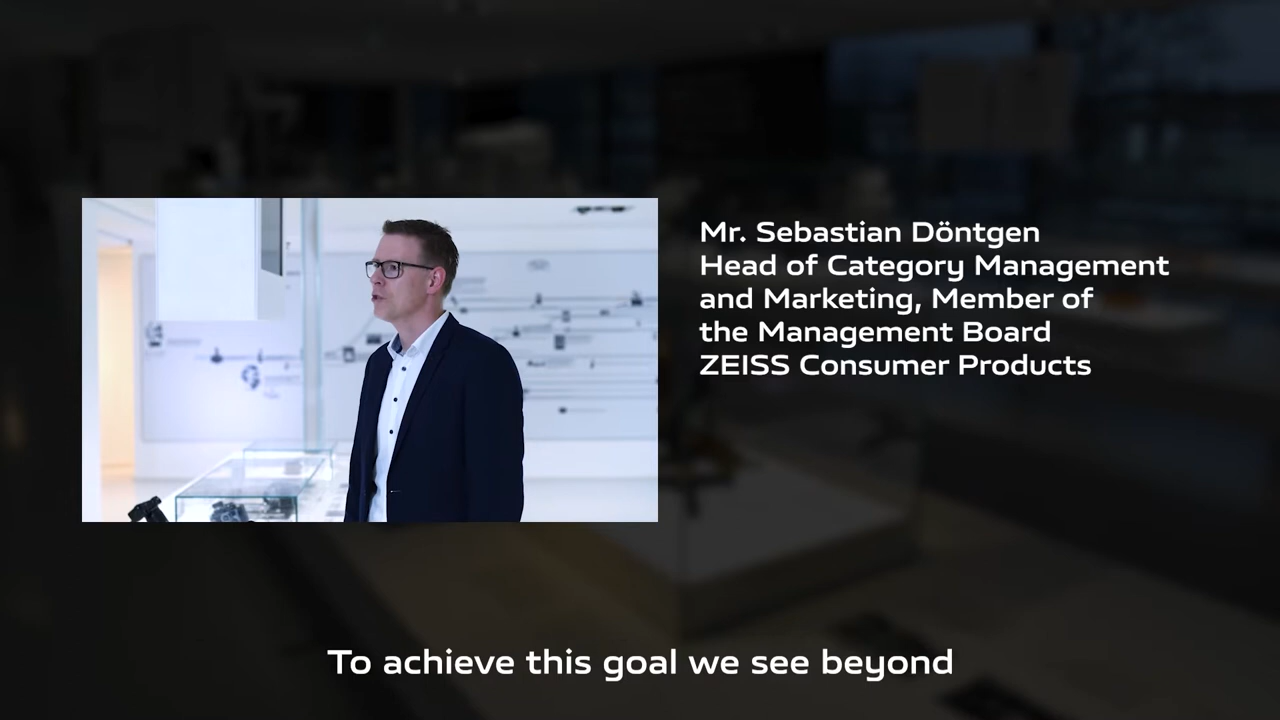 Mr. Sebastian Döntgen
Head of Category Management
and Marketing, Member of
the Management Board
ZEISS Consumer Products
To achieve this goal we see beyond